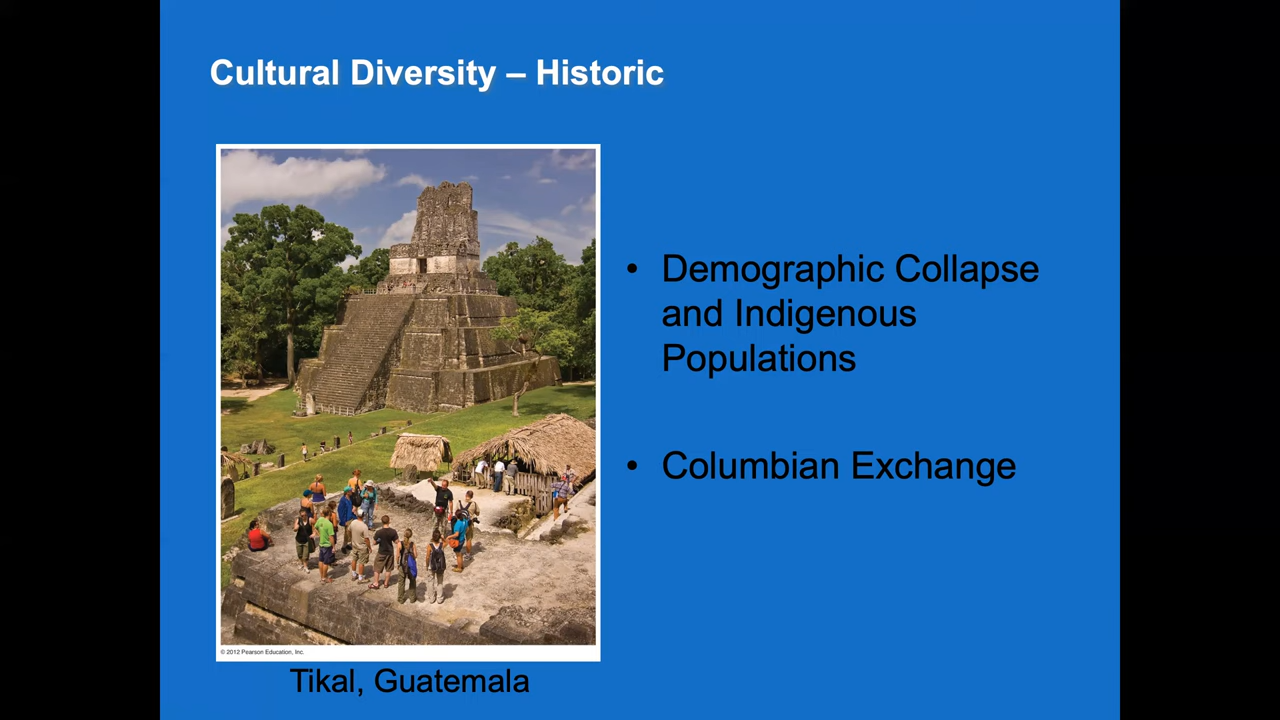 Cultural Diversity – Historic
• Demographic Collapse
and Indigenous
Populations
• Columbian Exchange
© 2012 Pearson Education, Inc.
Tikal, Guatemala